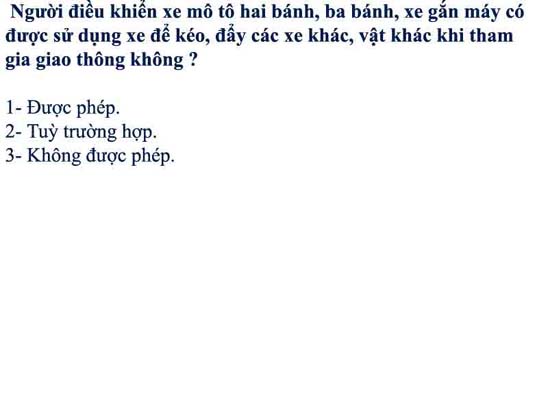 Người điều khiển xe mô tô hai bánh, ba bánh, xe gắn máy có
được sử dụng xe để kéo, đẩy các xe khác, vật khác khi tham
gia giao thông không ?
1- Được phép.
2- Tuỳ trường hợp.
3- Không được phép.